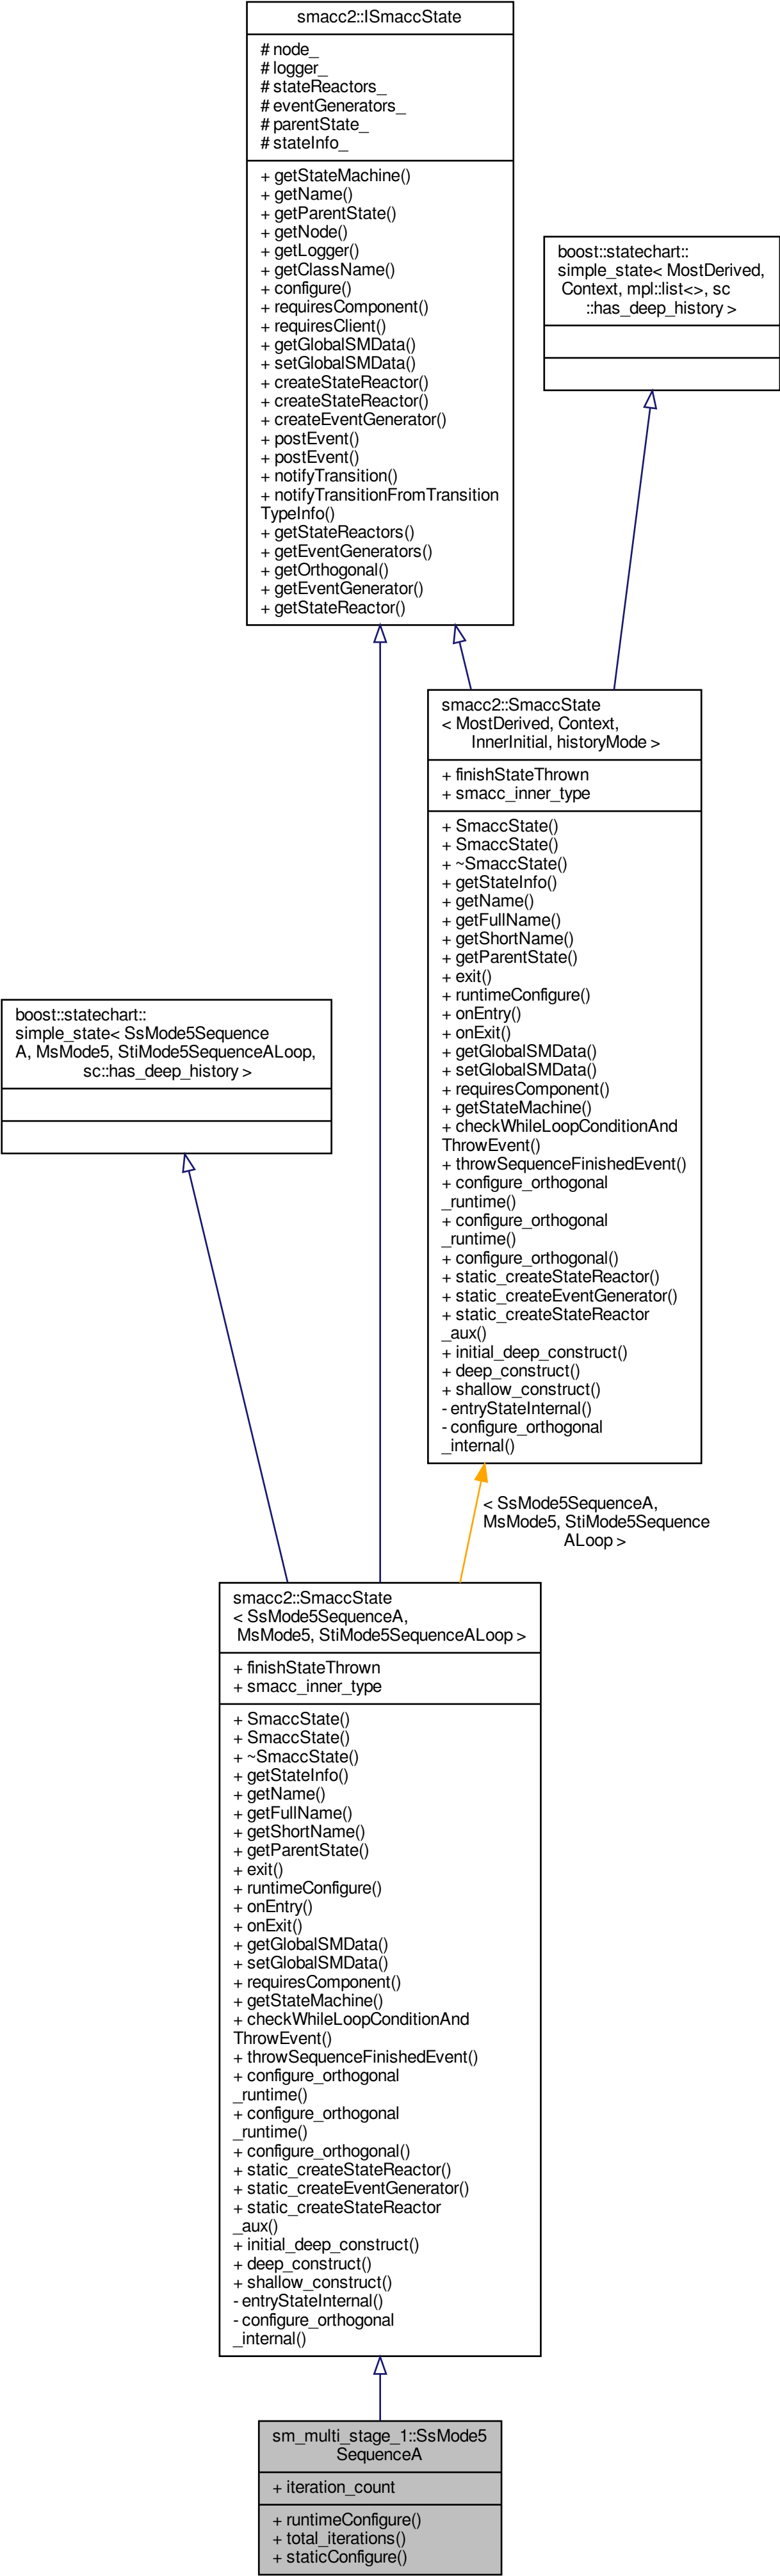 smacc2::ISmaccState
# node_
# logger_
# stateReactors_
# eventGenerators_
# parentState_
# stateInfo_
+ getStateMachine()
+ getName()
+ getParentState()
+ getNode()
+ getLogger()
+ getClassName()
+ configure()
+ requiresComponent()
+ requiresClient()
+ getGlobalSMData()
+ setGlobalSMData()
+ createStateReactor()
+ createStateReactor()
+ createEventGenerator()
+ postEvent()
+ postEvent()
+ notifyTransition()
+ notifyTransitionFromTransition
TypeInfo()
+ getStateReactors()
+ getEventGenerators()
+ getOrthogonal()
+ getEventGenerator()
+ getStateReactor()
boost::statechart::
simple_state< MostDerived,
Context, mpl::list<>, sc
::has_deep_history >
smacc2::SmaccState
< MostDerived, Context,
InnerInitial, historyMode >
+ finishStateThrown
+ smacc_inner_type
+ SmaccState()
+ SmaccState()
+ ~SmaccState()
+ getStateInfo()
+ getName()
+ getFullName()
+ getShortName()
+ getParentState()
+ exit()
+ runtimeConfigure()
+ onEntry()
+ onExit()
+ getGlobalSMData()
+ setGlobalSMData()
+ requiresComponent()
+ getStateMachine()
+ checkWhileLoopConditionAnd
ThrowEvent()
+ throwSequenceFinishedEvent()
+ configure_orthogonal
_runtime()
+ configure_orthogonal
_runtime()
+ configure_orthogonal()
+ static_createStateReactor()
+ static_createEventGenerator()
+ static_createStateReactor
_aux()
+ initial_deep_construct()
+ deep_construct()
+ shallow_construct()
- entryStateInternal()
- configure_orthogonal
_internal()
boost::statechart::
simple_state< SsMode5Sequence
A, MsMode5, StiMode5SequenceALoop,
sc::has_deep_history >
< SsMode5SequenceA,
MsMode5, StiMode5Sequence
ALoop >
smacc2::SmaccState
< SsMode5SequenceA,
MsMode5, StiMode5SequenceALoop >
+ finishStateThrown
+ smacc_inner_type
+ SmaccState()
+ SmaccState()
+ ~SmaccState()
+ getStateInfo()
+ getName()
+ getFullName()
+ getShortName()
+ getParentState()
+ exit()
+ runtimeConfigure()
+ onEntry()
+ onExit()
+ getGlobalSMData()
+ setGlobalSMData()
+ requiresComponent()
+ getStateMachine()
+ checkWhileLoopConditionAnd
ThrowEvent()
+ throwSequenceFinishedEvent()
+ configure_orthogonal
_runtime()
+ configure_orthogonal
_runtime()
+ configure_orthogonal()
+ static_createStateReactor()
+ static_createEventGenerator()
+ static_createStateReactor
_aux()
+ initial_deep_construct()
+ deep_construct()
+ shallow_construct()
- entryStateInternal()
- configure_orthogonal
_internal()
sm_multi_stage_1::SsMode5
SequenceA
+ iteration_count
+ runtimeConfigure()
+ total_iterations()
+ staticConfigure()